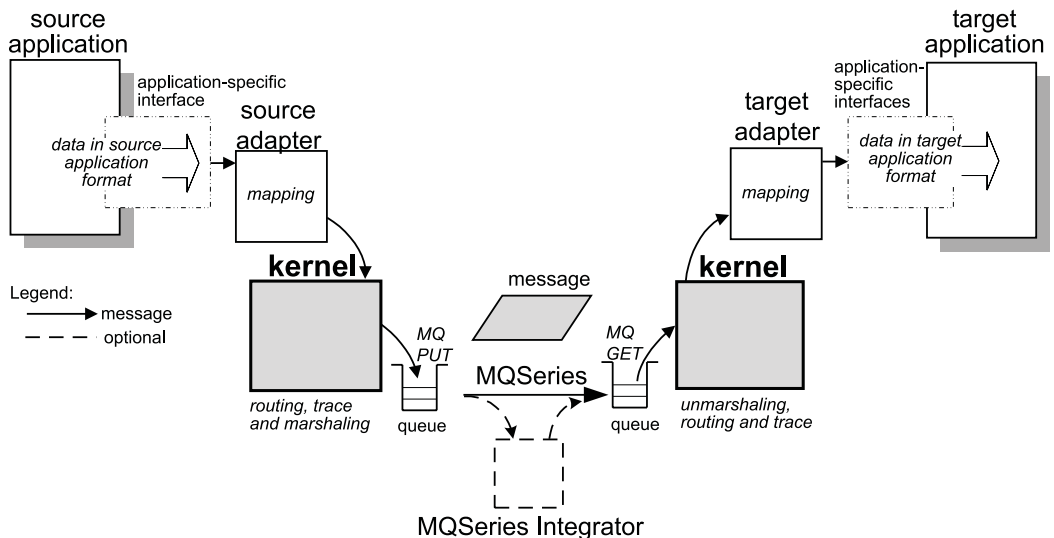 source
application
application-specific
interface
data in source
application
format
source
adapter
mapping
kernel
routing, trace
and marshaling
Legend:
message
optional
MQ
PUT
queue
message
MQSeries
MQSeries Integrator
MQ
GET
queue
kernel
unmarshaling,
routing and trace
target
adapter
mapping
application-
specific
interfaces
data in target
application
format
target
application